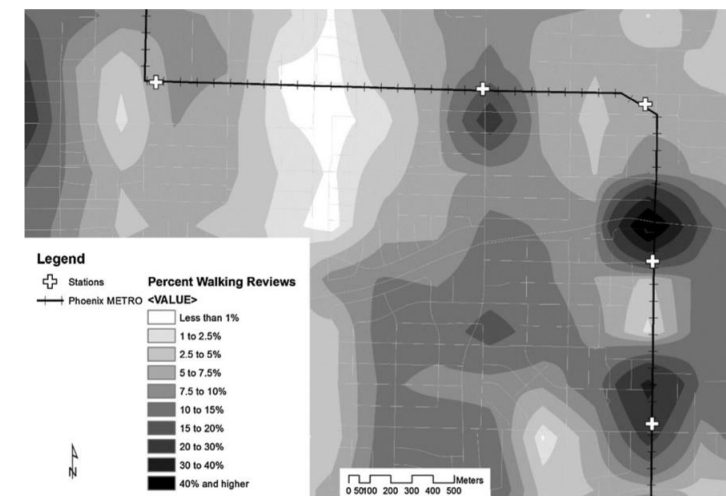 Legend
Stations
Phoenix METRO
Percent Walking Reviews
<VALUE>
Less than 1%
1 to 2.5%
2.5 to 5%
5 to 7.5%
7.5 to 10%
10 to 15%
15 to 20%
20 to 30%
30 to 40%
40% and higher
N
Meters
0 50100 200 300 400 500